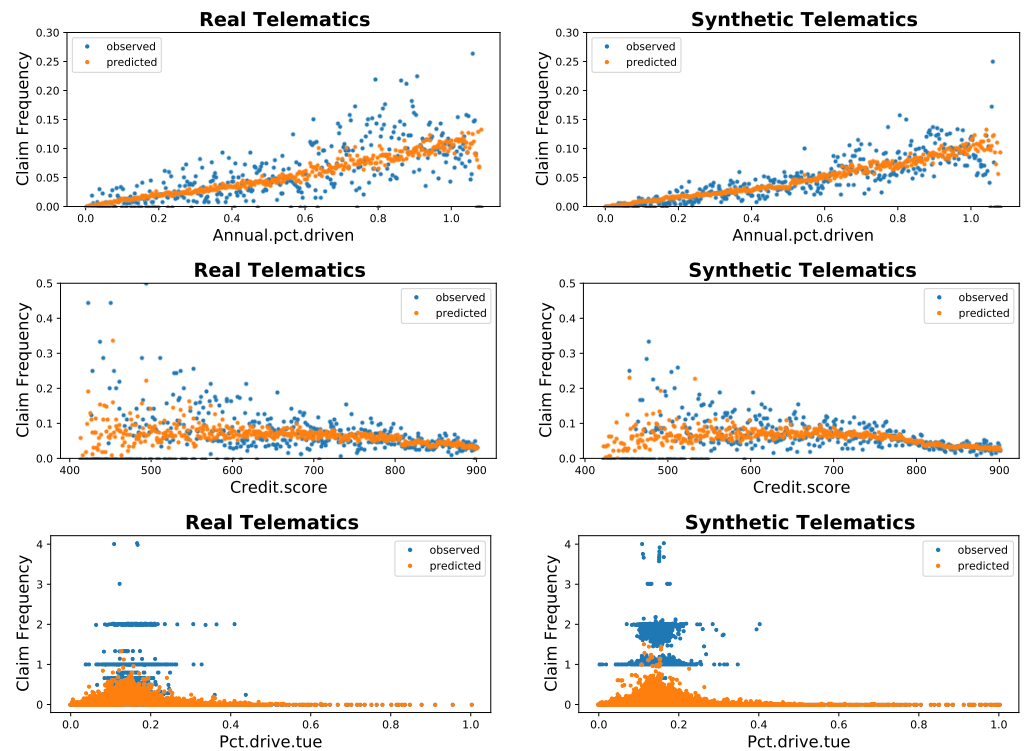 Real Telematics
Synthetic Telematics
0.30
0.25
0.20
0.15
0.10
0.05
0.00
Claim Frequency
observed
predicted
0.0 0.2 0.4 0.6 0.8 1.0
Annual.pct.driven
0.30
0.25
0.20
0.15
0.10
0.05
0.00
Claim Frequency
observed
predicted
0.0 0.2 0.4 0.6 0.8 1.0
Annual.pct.driven
Real Telematics
Synthetic Telematics
0.5
0.4
0.3
0.2
0.1
0.0
Claim Frequency
observed
predicted
400 500 600 700 800 900
Credit.score
0.5
0.4
0.3
0.2
0.1
0.0
Claim Frequency
observed
predicted
400 500 600 700 800 900
Credit.score
Real Telematics
Synthetic Telematics
4
3
2
1
0
Claim Frequency
observed
predicted
0.0 0.2 0.4 0.6 0.8 1.0
Pct.drive.tue
4
3
2
1
0
Claim Frequency
observed
predicted
0.0 0.2 0.4 0.6 0.8 1.0
Pct.drive.tue